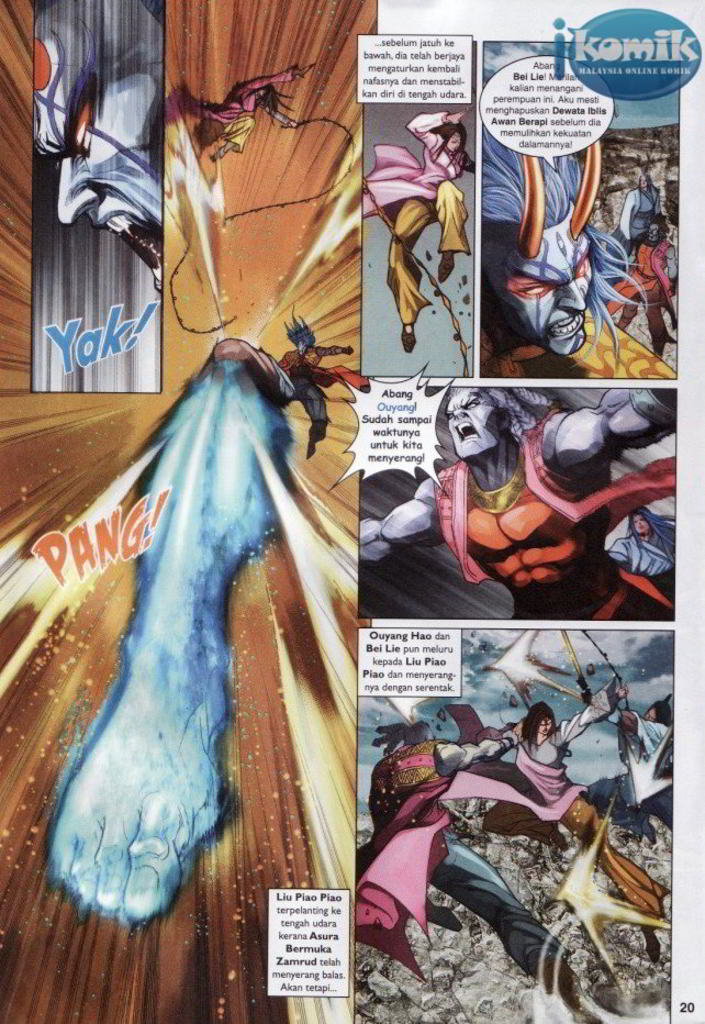 Yak!
PANG!
Liu Piao Piao
terpelanting ke
tengah udara
kerana Asura
Bermuka
Zamrud telah
menyerang balas.
Akan tetapi...
...sebelum jatuh ke
bawah, dia telah berjaya
mengaturkan kembali
nafasnya dan menstabil-
kan diri di tengah udara.
ikomik
MALAYSIA ONLINE KOMIK
Bei Lie!
kalian menangani
perempuan ini. Aku mesti
menghapuskan Dewata Iblis
Awan Berapi sebelum dia
memulihkan kekuatan
dalamannya!
Abang
Ouyang!
Sudah sampai
waktunya
untuk kita
menyerang!
Ouyang Hao dan
Bei Lie pun meluru
kepada Liu Piao
Piao dan menyerang-
nya dengan serentak.
20